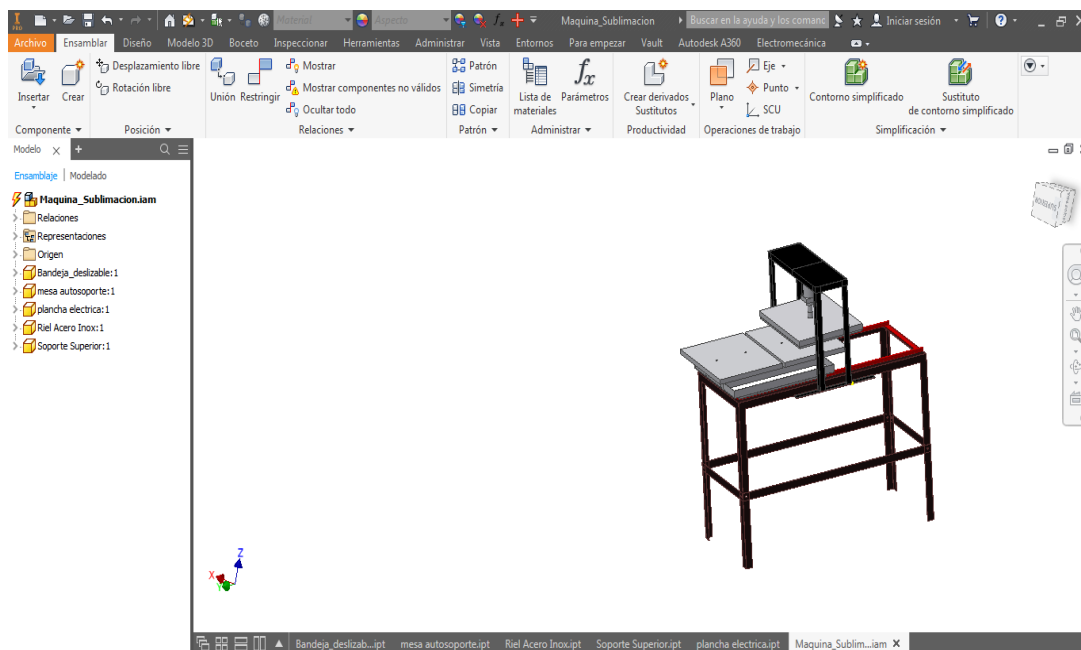 PRO
Material
Aspecto
Maquina_Sublimacion
Buscar en la ayuda y los comanc
Iniciar sesión
Archivo Ensamblar Diseño Modelo 3D Boceto Inspeccionar Herramientas Administrar Vista Entornos Para empezar Vault Autodesk A360 Electromecánica
Insertar
Crear
Desplazamiento libre
Rotación libre
Unión Restringir
Mostrar
Mostrar componentes no válidos
Ocultar todo
Patrón
Simetría
Copiar
Lista de materiales
Parámetros
Crear derivados
Sustitutos
Plano
Eje
Punto
SCU
Contorno simplificado
Sustituto
de contorno simplificado
Componente Posición Relaciones Patrón Administrar Productividad Operaciones de trabajo Simplificación
Modelo X +
Ensamblaje | Modelado
Maquina_Sublimacion.iam
Relaciones
Representaciones
Origen
Bandeja_deslizable:1
mesa autosoporte:1
plancha electrica:1
Riel Acero Inox:1
Soporte Superior:1
Z
X
Y
Bandeja_deslizab...ipt mesa autosoporte.ipt Riel Acero Inox.ipt Soporte Superior.ipt plancha electrica.ipt Maquina_Sublim...iam X